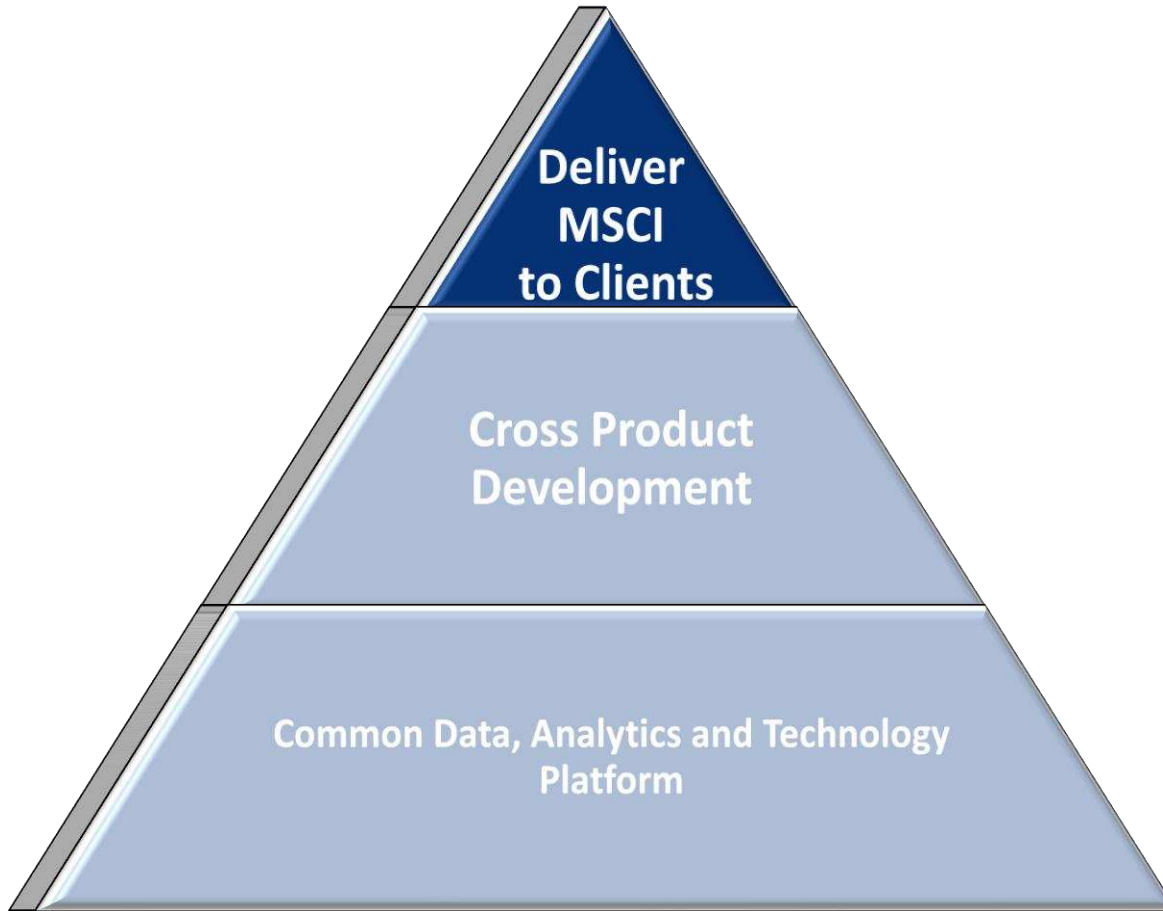 Deliver
MSCI
to Clients
Cross Product
Development
Common Data, Analytics and Technology
Platform